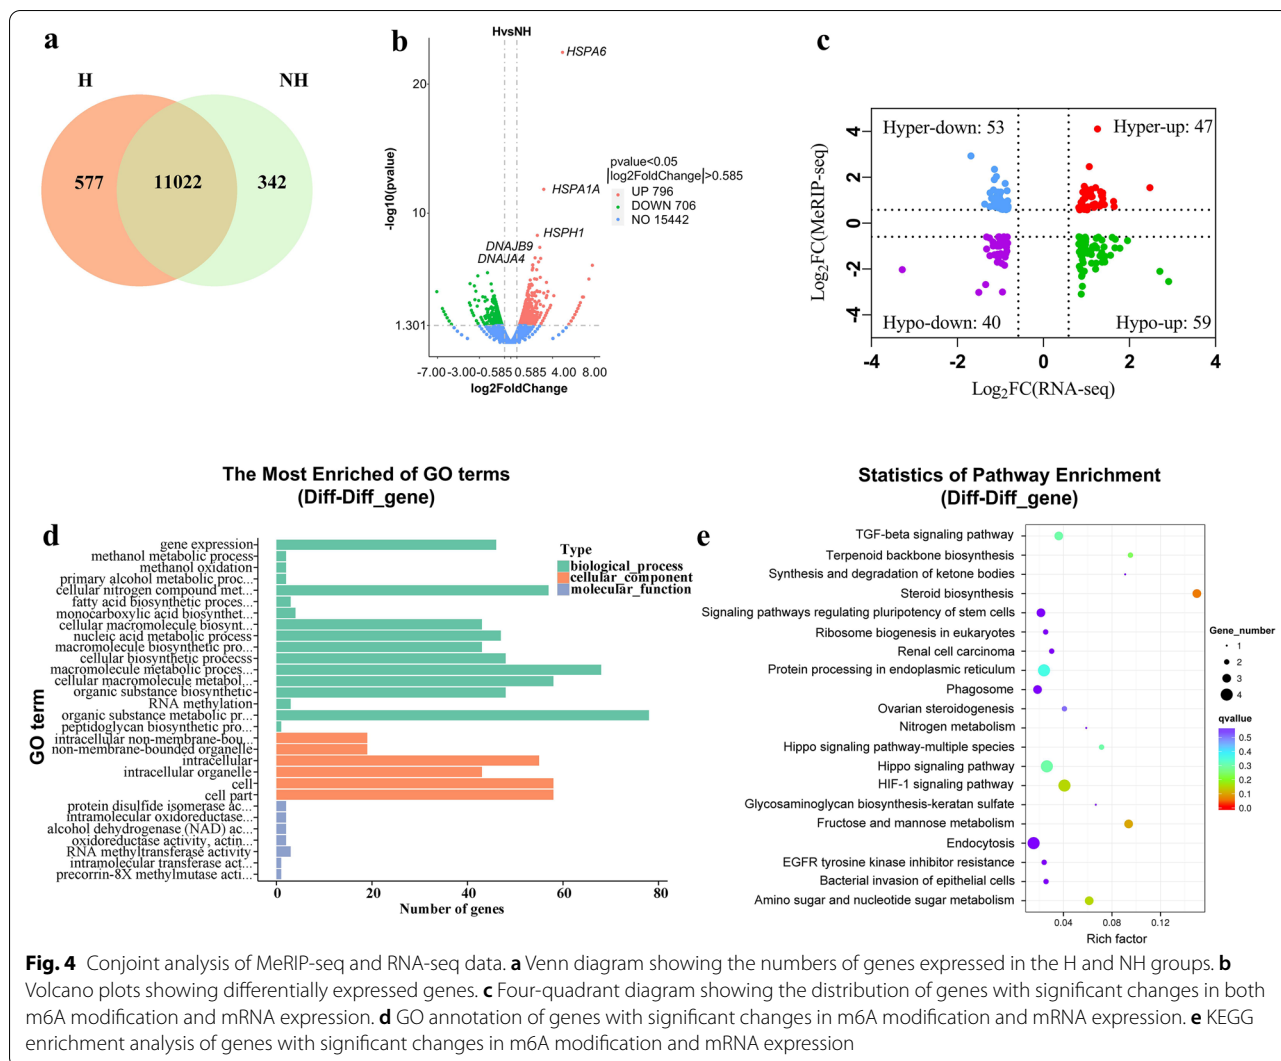 a
H
NH
577
11022
342
b
HvsNH
HSPA6
HSPA1A
HSPH1
DNAJB9
DNAJA4
20
10
1.301
-log10(pvalue)
-7.00 -3.00 -0.585 0.585 4.00 8.00
log2FoldChange
pvalue<0.05
|log2FoldChange|>0.585
UP 796
DOWN 706
NO 15442
c
Hyper-down: 53
Hyper-up: 47
Hypo-down: 40
Hypo-up: 59
4
2
0
-2
-4
Log2FC(MeRIP-seq)
-4 -2 0 2 4
Log2FC(RNA-seq)
The Most Enriched of GO terms
(Diff-Diff_gene)
d
gene expression
methanol metabolic process
methanol oxidation
primary alcohol metabolic proc...
cellular nitrogen compound met...
fatty acid biosynthetic proces...
monocarboxylic acid biosynthet...
cellular macromolecule biosynt...
nucleic acid metabolic process
macromolecule biosynthetic pro...
cellular biosynthetic procecss
macromolecule metabolic proces...
cellular macromolecule metabol...
organic substance biosynthetic
RNA methylation
organic substance metabolic pr...
peptidoglycan biosynthetic pro...
intracellular non-membrane-bou...
non-membrane-bounded organelle
intracellular
intracellular organelle
cell
cell part
protein disulfide isomerase ac...
intramolecular oxidoreductase...
alcohol dehydrogenase (NAD) ac...
oxidoreductase activity, actin...
RNA methyltransferase activity
intramolecular transferase act...
precorrin-8X methylmutase acti...
GO term
0 20 40 60 80
Number of genes
Type
biological_process
cellular_component
molecular_function
Statistics of Pathway Enrichment
(Diff-Diff_gene)
e
TGF-beta signaling pathway
Terpenoid backbone biosynthesis
Synthesis and degradation of ketone bodies
Steroid biosynthesis
Signaling pathways regulating pluripotency of stem cells
Ribosome biogenesis in eukaryotes
Renal cell carcinoma
Protein processing in endoplasmic reticulum
Phagosome
Ovarian steroidogenesis
Nitrogen metabolism
Hippo signaling pathway-multiple species
Hippo signaling pathway
HIF-1 signaling pathway
Glycosaminoglycan biosynthesis-keratan sulfate
Fructose and mannose metabolism
Endocytosis
EGFR tyrosine kinase inhibitor resistance
Bacterial invasion of epithelial cells
Amino sugar and nucleotide sugar metabolism
0.04 0.08 0.12
Rich factor
Gene_number
1
2
3
4
qvallue
0.5
0.4
0.3
0.2
0.1
0.0
Fig. 4 Conjoint analysis of MeRIP-seq and RNA-seq data. a Venn diagram showing the numbers of genes expressed in the H and NH groups. b
Volcano plots showing differentially expressed genes. c Four-quadrant diagram showing the distribution of genes with significant changes in both
m6A modification and mRNA expression. d GO annotation of genes with significant changes in m6A modification and mRNA expression. e KEGG
enrichment analysis of genes with significant changes in m6A modification and mRNA expression